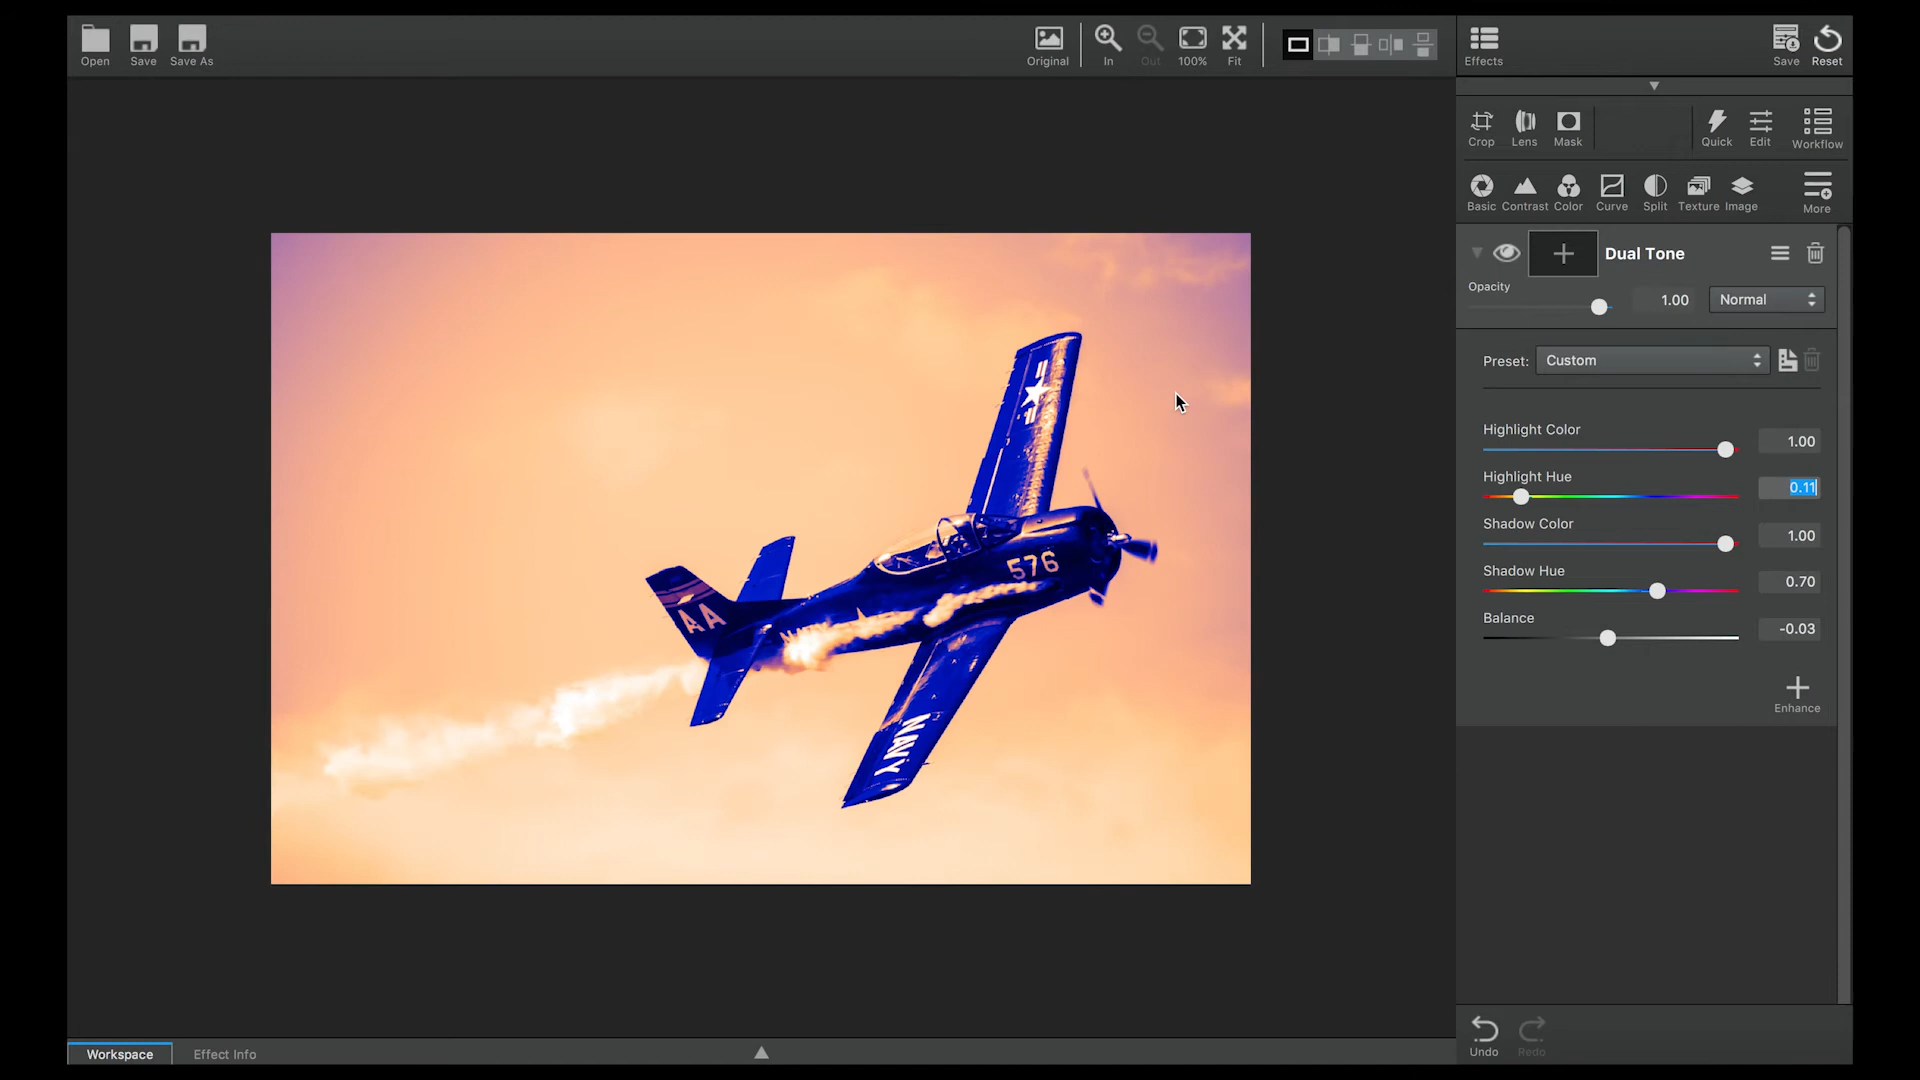 Open Save Save As Original In Out 100% Fit Effects Save Reset
Crop Lens Mask Quick Edit Workflow
Basic Contrast Color Curve Split Texture Image More
Dual Tone
Opacity 1.00 Normal
Preset: Custom
Highlight Color 1.00
Highlight Hue 0.11
Shadow Color 1.00
Shadow Hue 0.70
Balance -0.03
Enhance
576
AA
NAVY
NAVY
Undo Redo
Workspace Effect Info